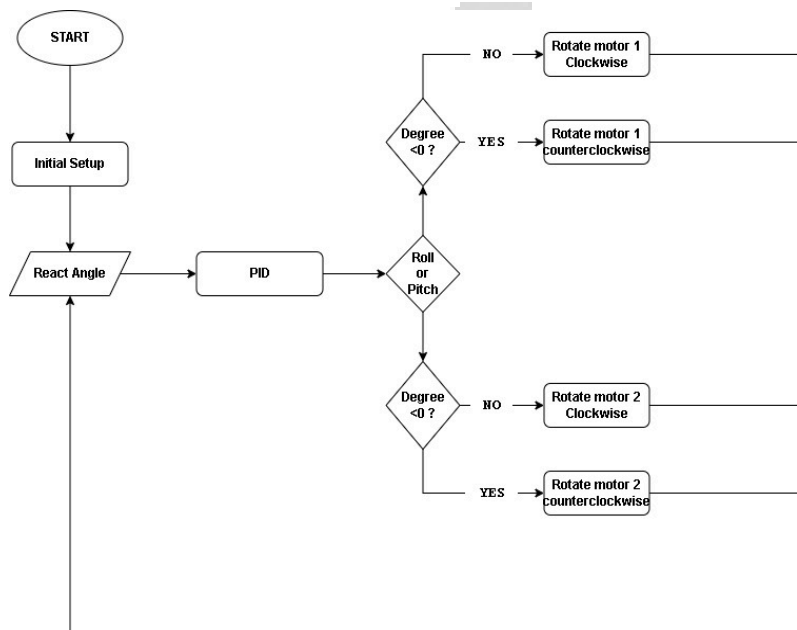 START
NO
Rotate motor 1
Clockwise
Degree
<0 ?
YES
Rotate motor 1
counterclockwise
Initial Setup
React Angle
PID
Roll
or
Pitch
Degree
<0 ?
NO
Rotate motor 2
Clockwise
YES
Rotate motor 2
counterclockwise